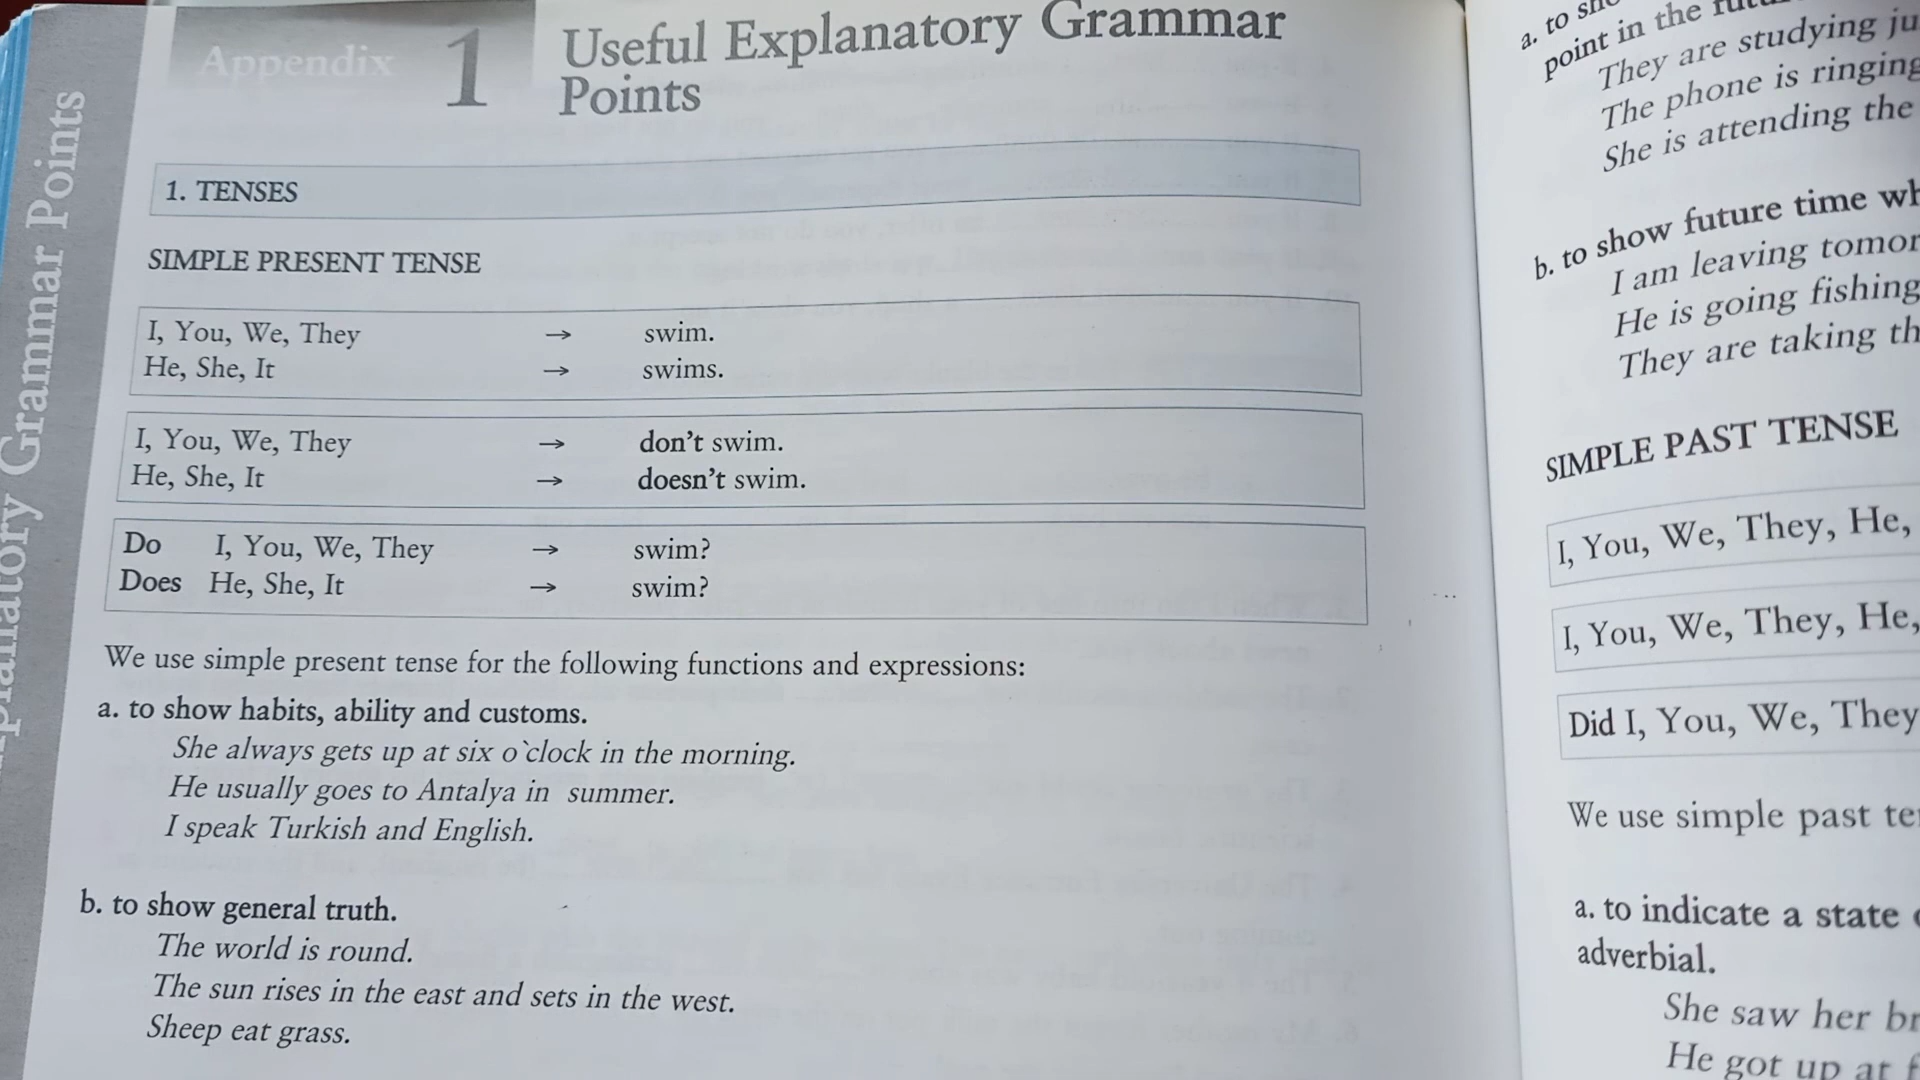 Grammar Points
Appendix 1
Useful Explanatory Grammar
Points
1. TENSES
SIMPLE PRESENT TENSE
I, You, We, They → swim.
He, She, It → swims.
I, You, We, They → don't swim.
He, She, It → doesn't swim.
Do I, You, We, They → swim?
Does He, She, It → swim?
We use simple present tense for the following functions and expressions:
a. to show habits, ability and customs.
She always gets up at six o`clock in the morning.
He usually goes to Antalya in summer.
I speak Turkish and English.
b. to show general truth.
The world is round.
The sun rises in the east and sets in the west.
Sheep eat grass.
a. to
point in the
They are studying
The phone is ringing
She is attending the
b. to show future time
I am leaving
He is going fishing
They are taking
SIMPLE PAST TENSE
I, You, We, They, He,
I, You, We, They, He,
Did I, You, We, They
We use simple past
a. to indicate a state
adverbial.
She saw her
He got up at